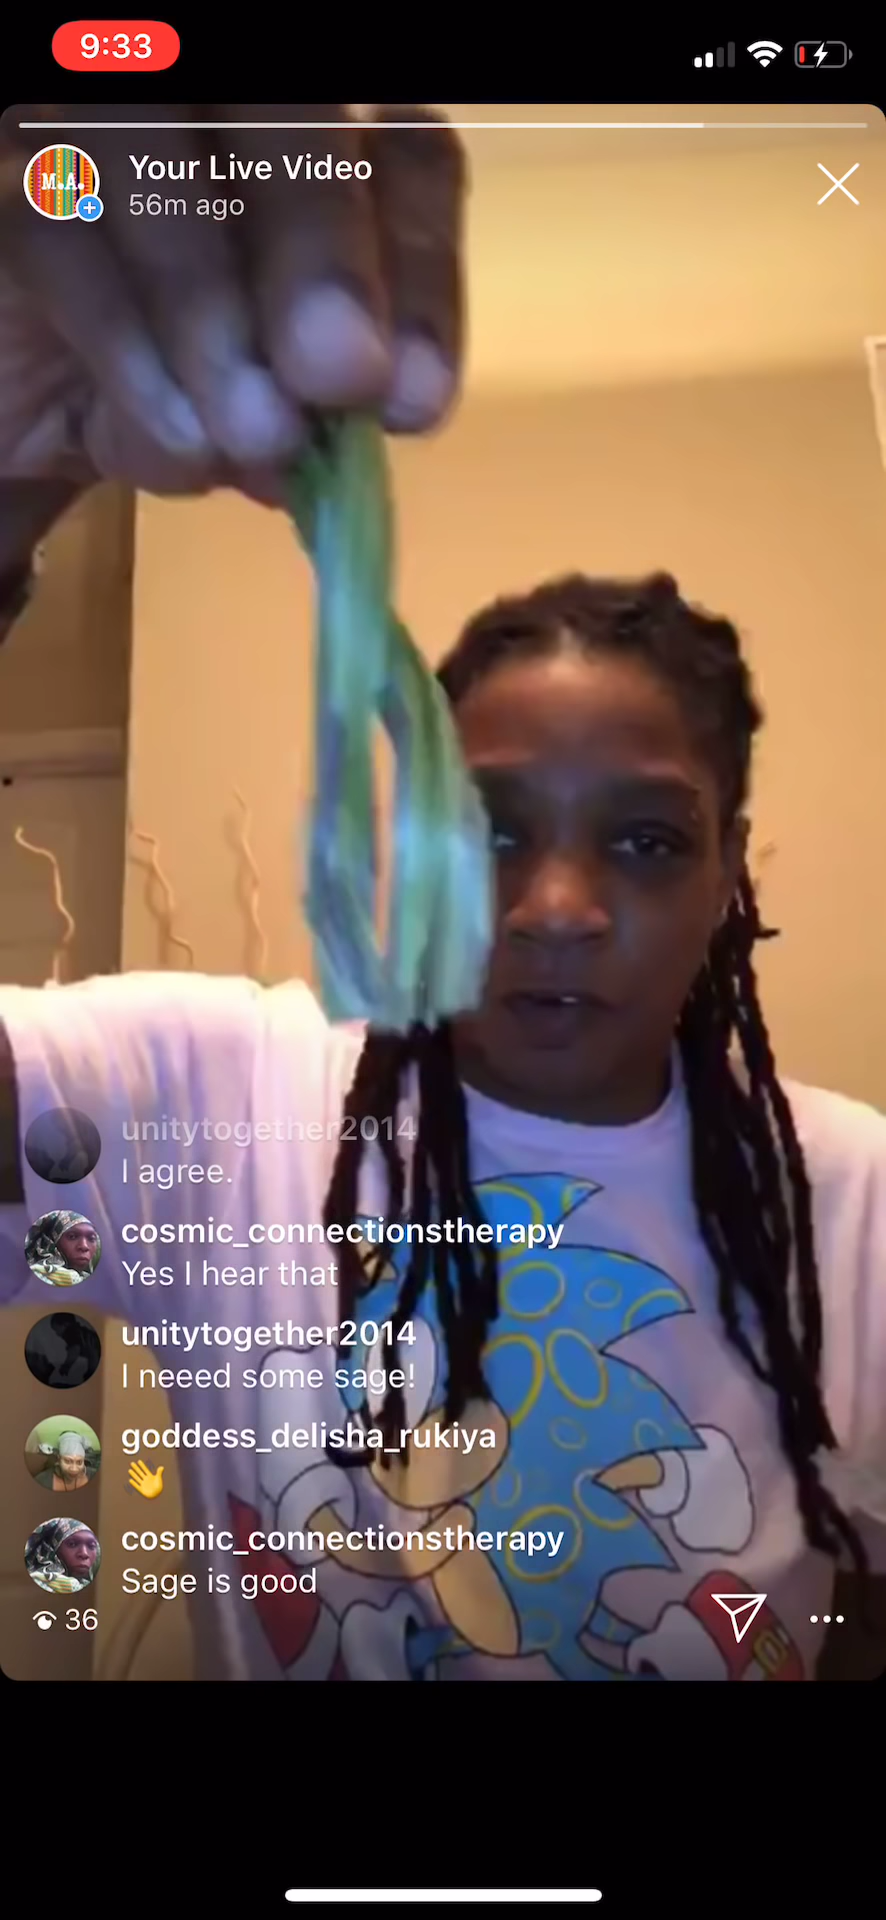 9:33
M.A.
Your Live Video
56m ago
unitytogether2014
I agree.
cosmic_connectionstherapy
Yes I hear that
unitytogether2014
I neeed some sage!
goddess_delisha_rukiya
👋
cosmic_connectionstherapy
Sage is good
36